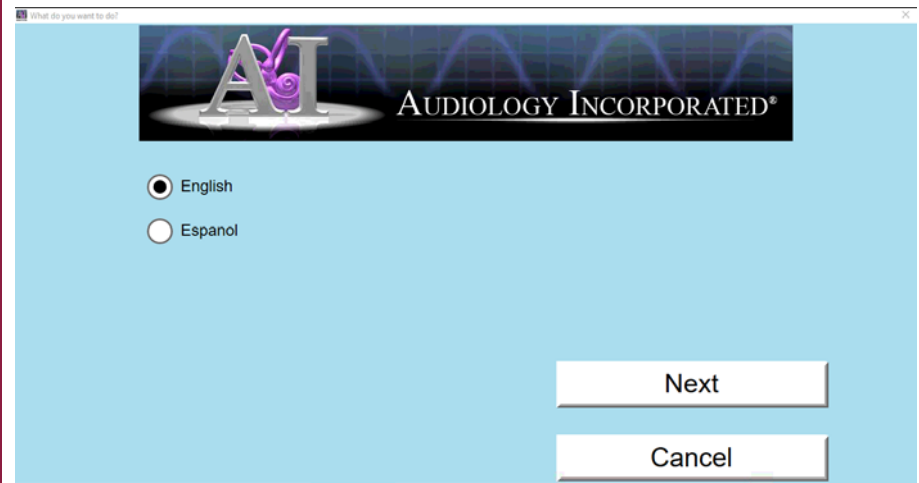 What do you want to do?
AI AUDIOLOGY INCORPORATED®
English
Espanol
Next
Cancel